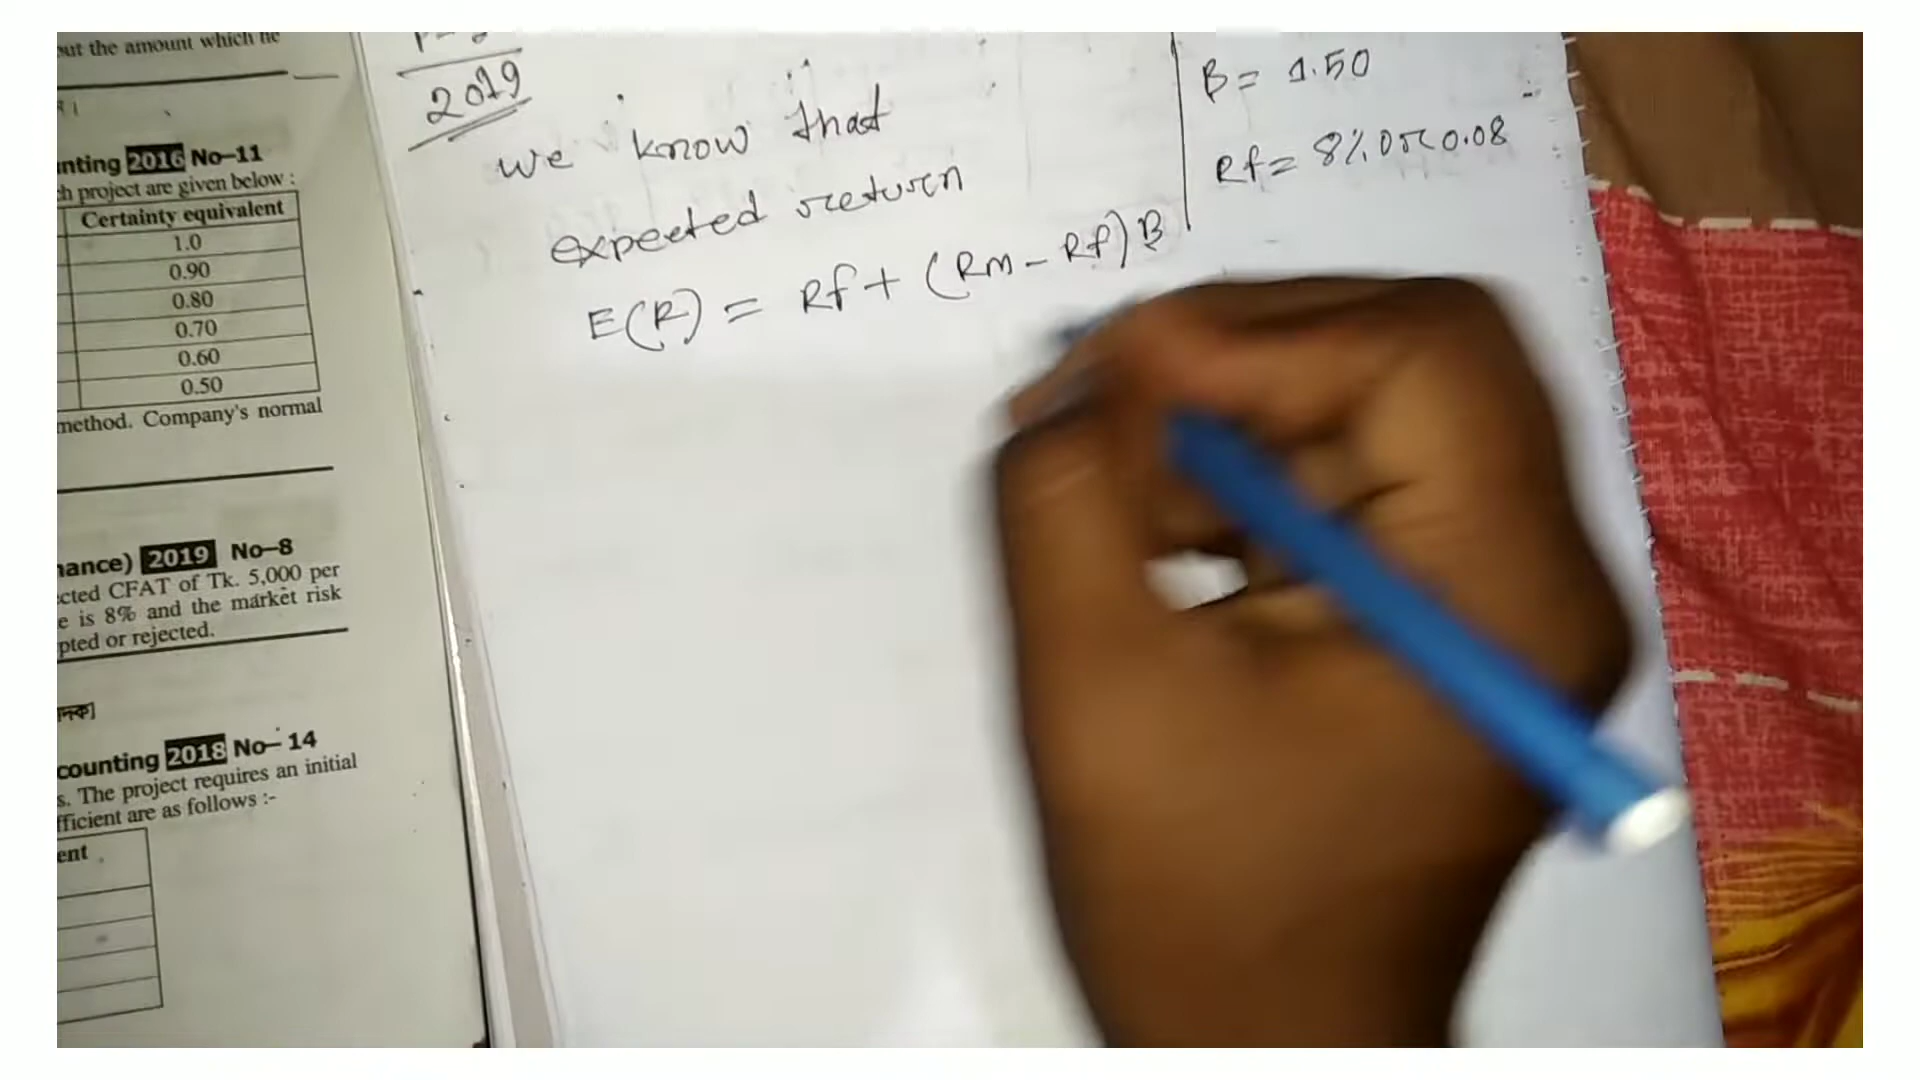 out the amount which he
nting 2016 No–11
h project are given below :
Certainty equivalent
1.0
0.90
0.80
0.70
0.60
0.50
method. Company's normal
ance) 2019 No–8
cted CFAT of Tk. 5,000 per
e is 8% and the market risk
pted or rejected.
counting 2018 No– 14
s. The project requires an initial
fficient are as follows :-
ent
2019
we know that
expected return
E(R) = Rf + (Rm – Rf) B
B = 1.50
Rf = 8% or 0.08